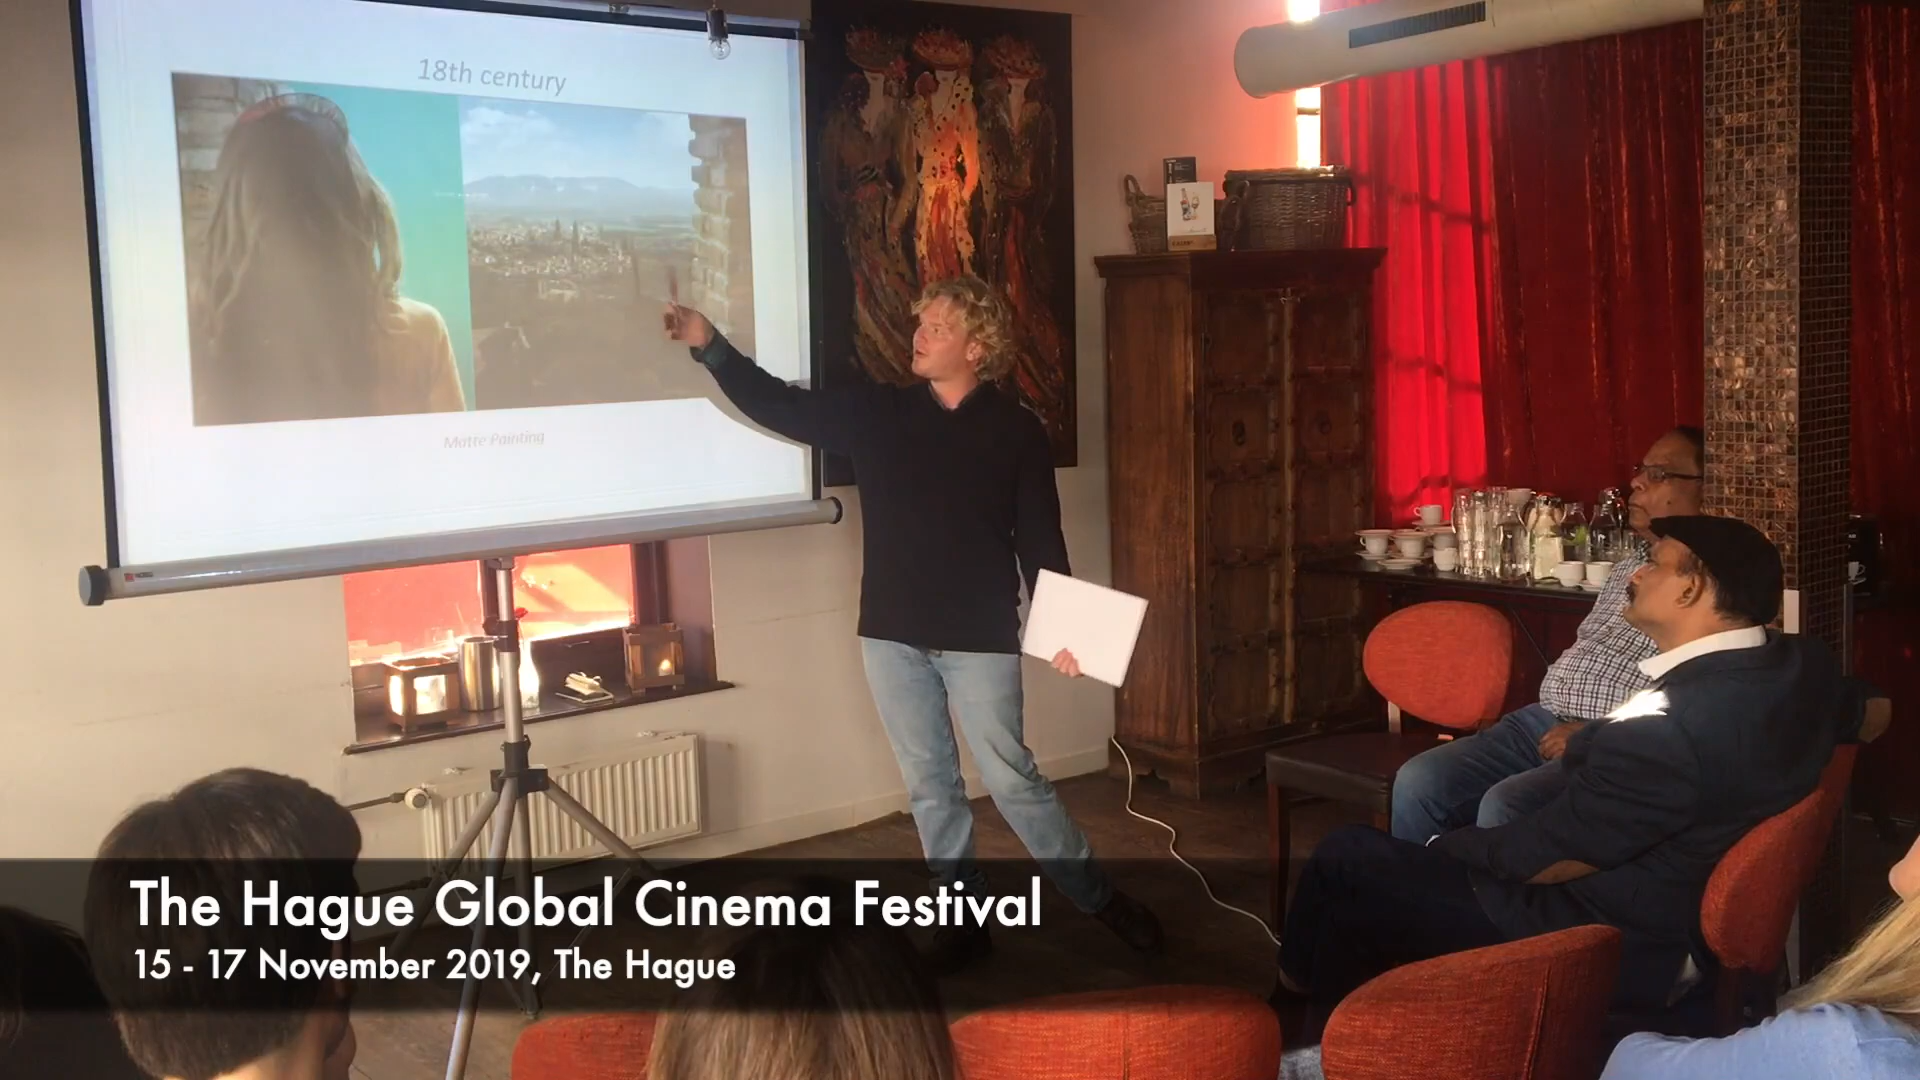 18th century
Matte Painting
The Hague Global Cinema Festival
15 - 17 November 2019, The Hague